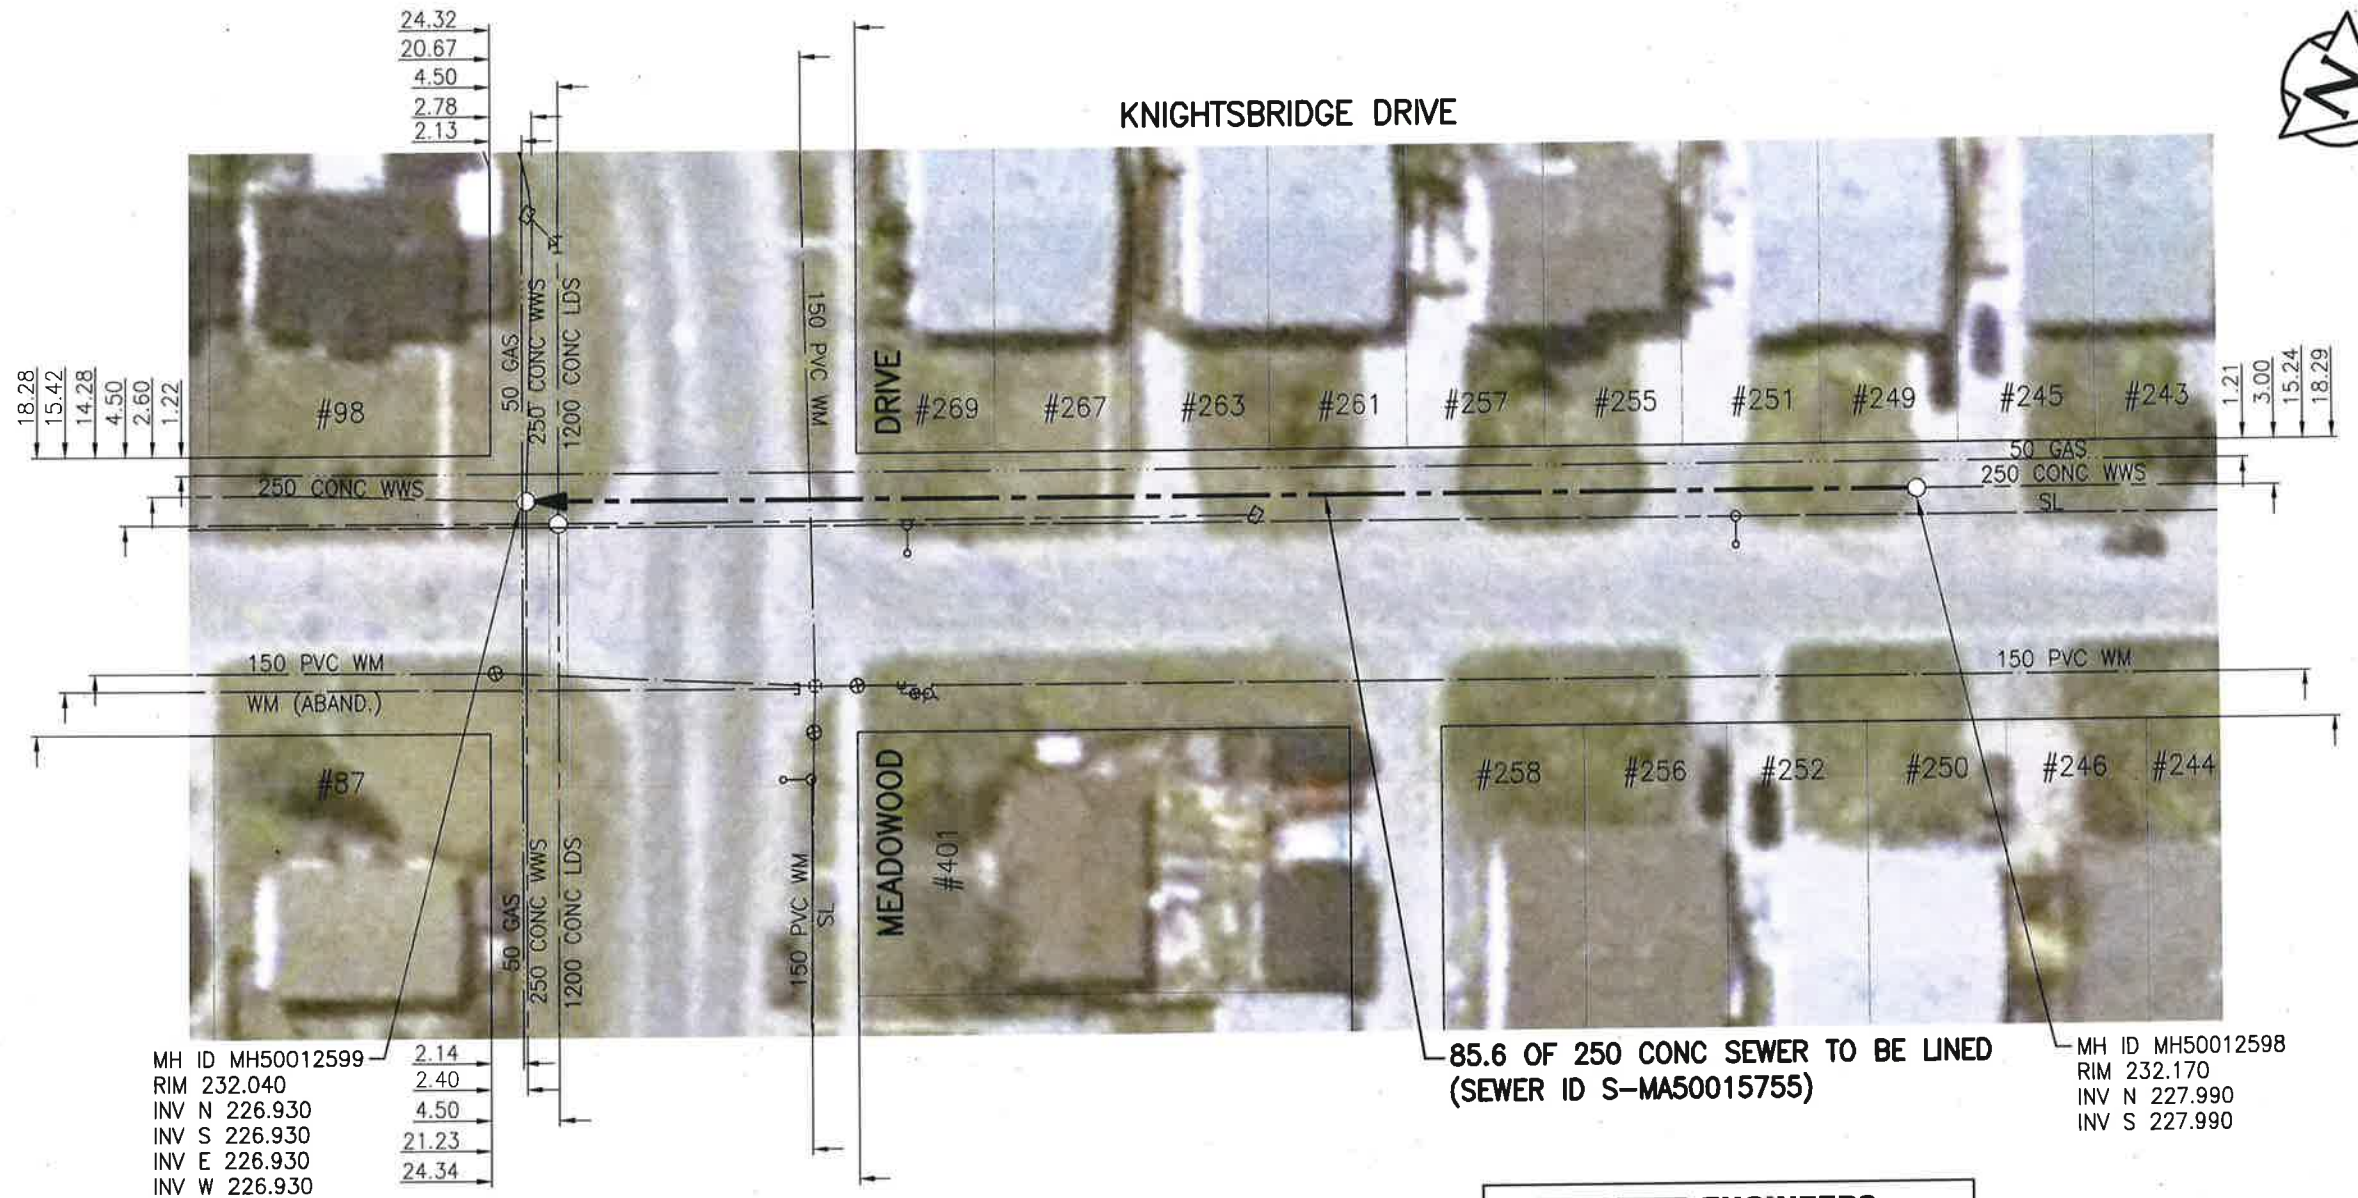 24.32
20.67
4.50
2.78
2.13
KNIGHTSBRIDGE DRIVE
N
18.28
15.42
14.28
4.50
2.60
1.22
#98
50 GAS
250 CONC WWS
1200 CONC LDS
150 PVC WM
DRIVE
#269
#267
#263
#261
#257
#255
#251
#249
#245
#243
1.21
3.00
15.24
18.29
250 CONC WWS
50 GAS
250 CONC WWS
SL
150 PVC WM
WM (ABAND.)
150 PVC WM
#87
50 GAS
250 CONC WWS
1200 CONC LDS
150 PVC WM
SL
MEADOWOOD
#401
#258
#256
#252
#250
#246
#244
MH ID MH50012599
RIM 232.040
INV N 226.930
INV S 226.930
INV E 226.930
INV W 226.930
2.14
2.40
4.50
21.23
24.34
85.6 OF 250 CONC SEWER TO BE LINED
(SEWER ID S-MA50015755)
MH ID MH50012598
RIM 232.170
INV N 227.990
INV S 227.990
ENGINEERS